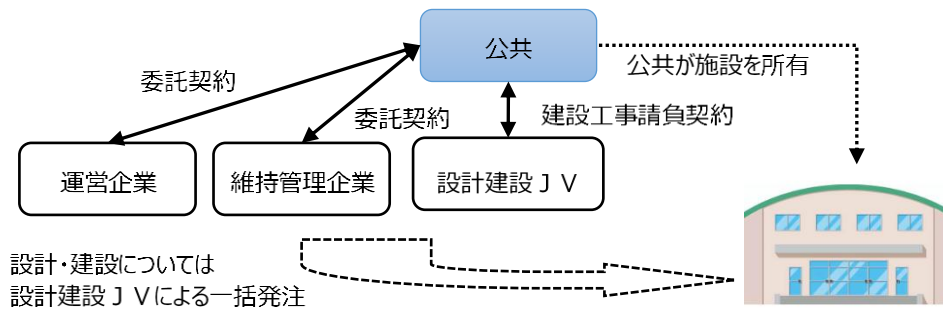 公共
公共が施設を所有
委託契約
委託契約
建設工事請負契約
運営企業
維持管理企業
設計建設ＪＶ
設計・建設については
設計建設ＪＶによる一括発注